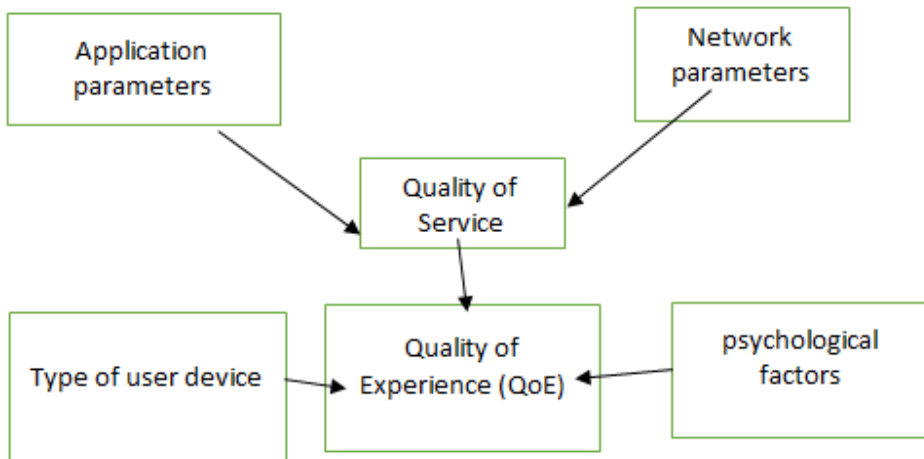 Application
parameters
Network
parameters
Quality of
Service
Type of user device
Quality of
Experience (QoE)
psychological
factors